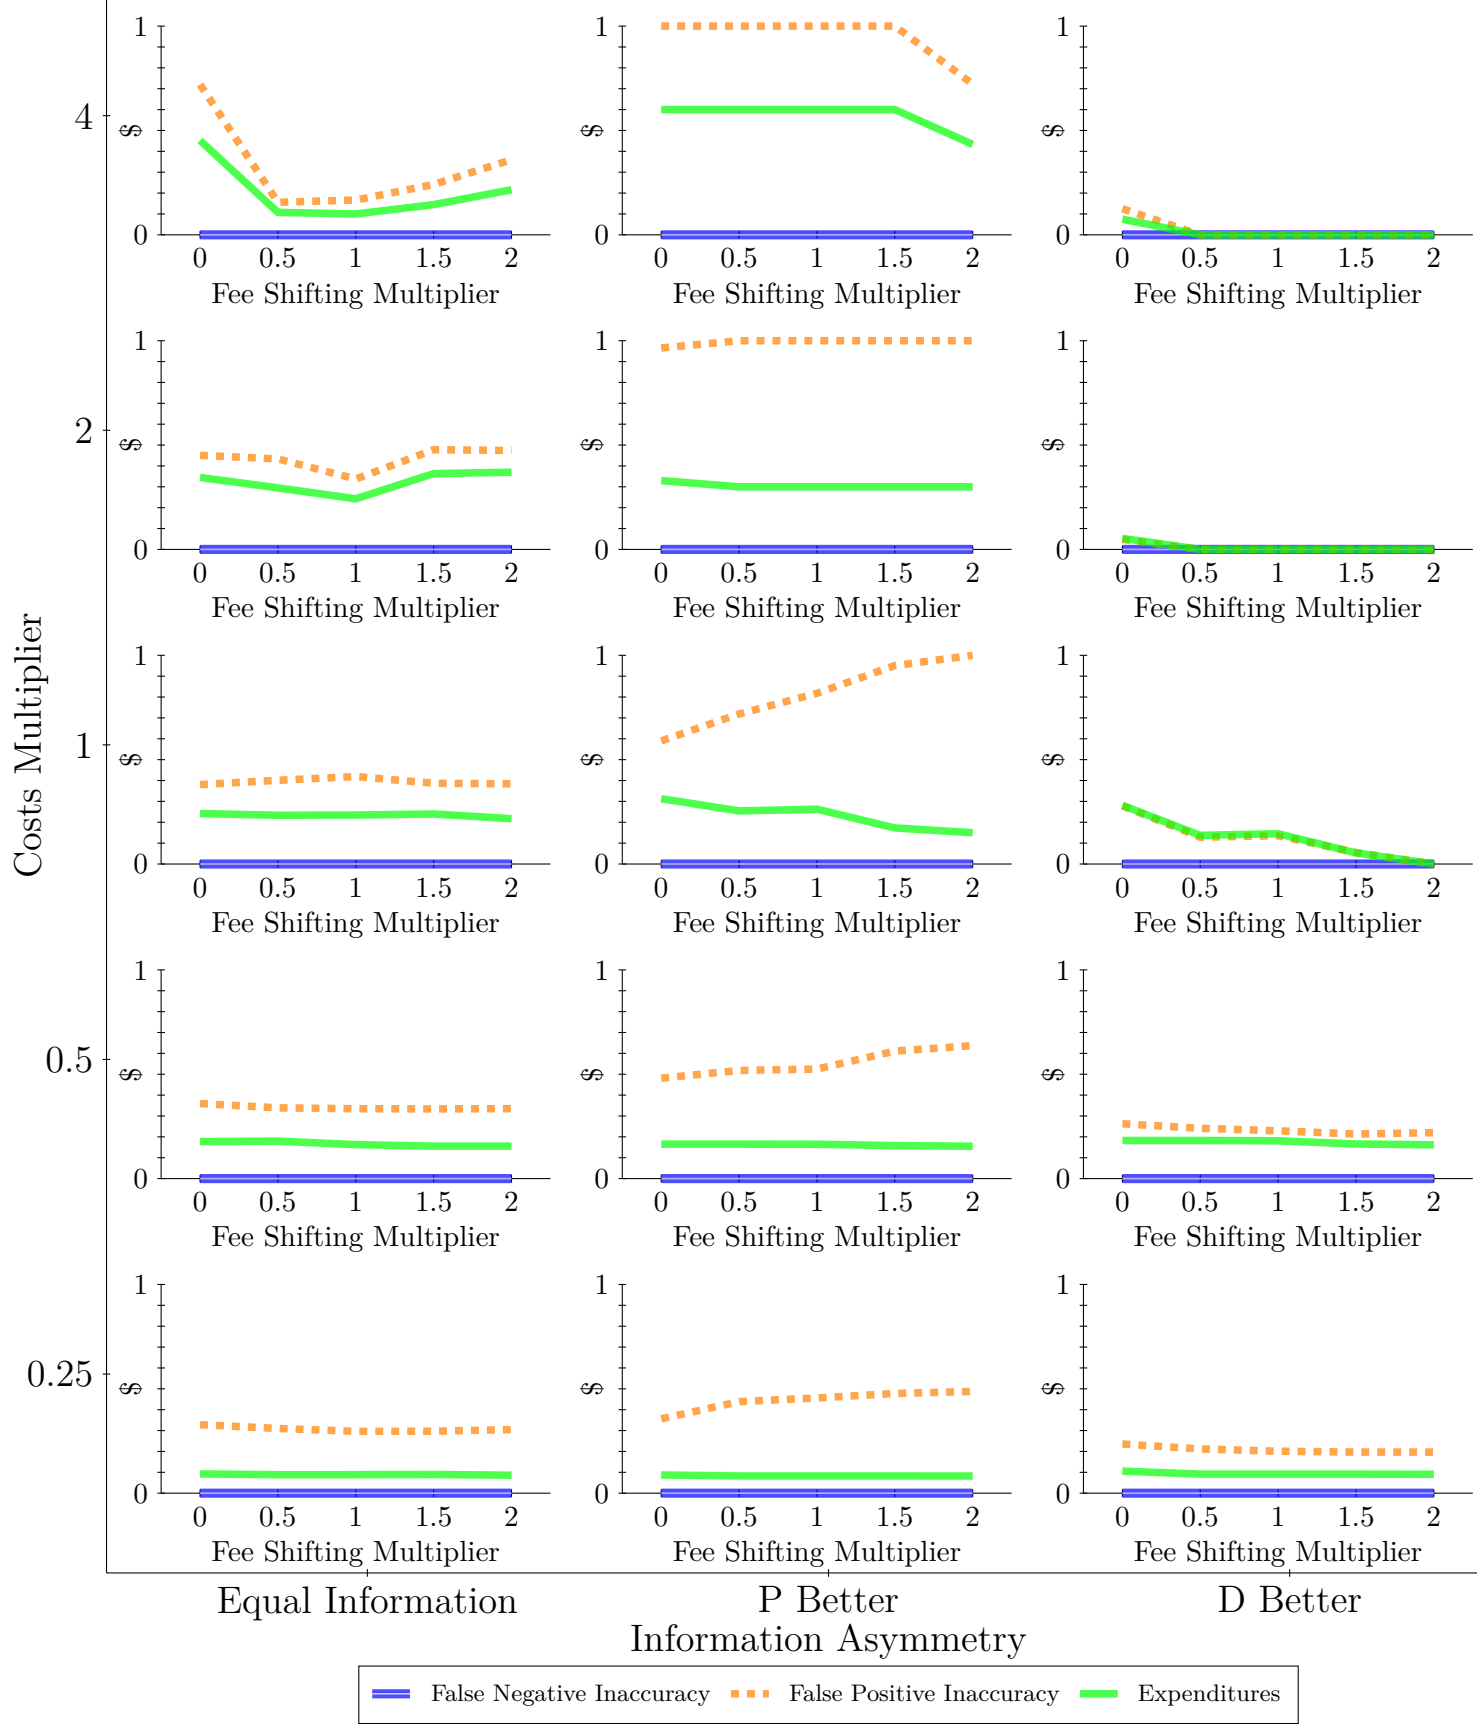 Costs Multiplier
4
1
$
0
0 0.5 1 1.5 2
Fee Shifting Multiplier
1
$
0
0 0.5 1 1.5 2
Fee Shifting Multiplier
1
$
0
0 0.5 1 1.5 2
Fee Shifting Multiplier
2
1
$
0
0 0.5 1 1.5 2
Fee Shifting Multiplier
1
$
0
0 0.5 1 1.5 2
Fee Shifting Multiplier
1
$
0
0 0.5 1 1.5 2
Fee Shifting Multiplier
1
1
$
0
0 0.5 1 1.5 2
Fee Shifting Multiplier
1
$
0
0 0.5 1 1.5 2
Fee Shifting Multiplier
1
$
0
0 0.5 1 1.5 2
Fee Shifting Multiplier
0.5
1
$
0
0 0.5 1 1.5 2
Fee Shifting Multiplier
1
$
0
0 0.5 1 1.5 2
Fee Shifting Multiplier
1
$
0
0 0.5 1 1.5 2
Fee Shifting Multiplier
0.25
1
$
0
0 0.5 1 1.5 2
Fee Shifting Multiplier
1
$
0
0 0.5 1 1.5 2
Fee Shifting Multiplier
1
$
0
0 0.5 1 1.5 2
Fee Shifting Multiplier
Equal Information P Better D Better
Information Asymmetry
False Negative Inaccuracy False Positive Inaccuracy Expenditures